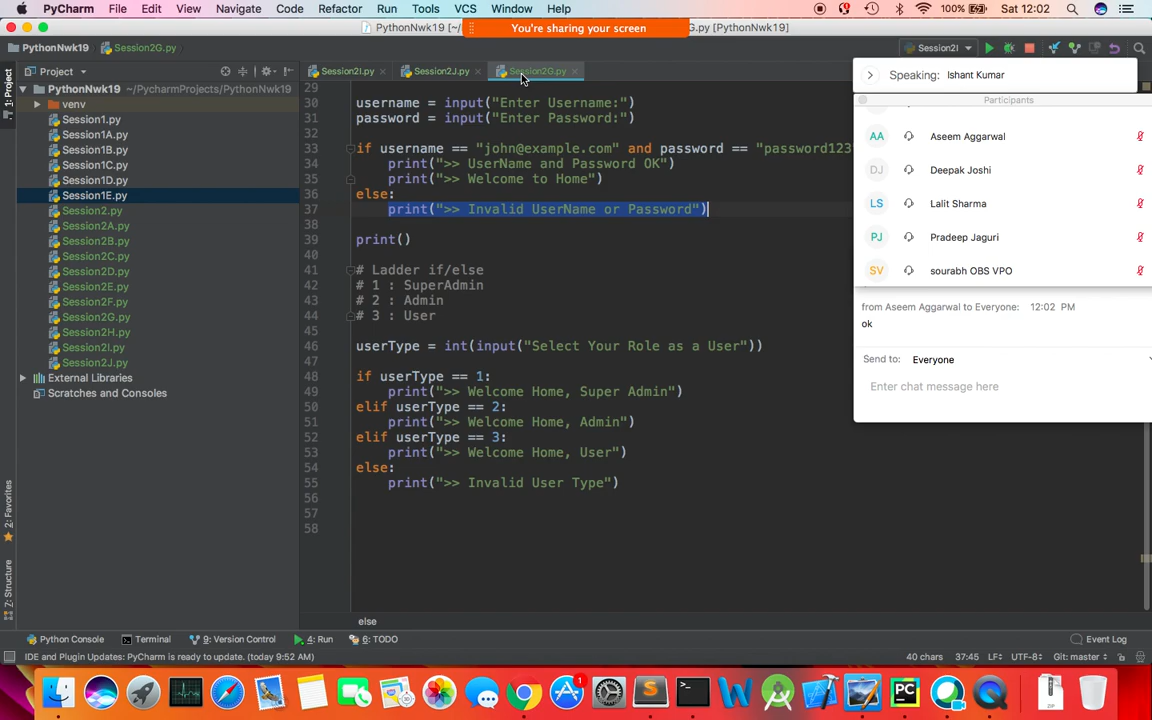 PyCharm File Edit View Navigate Code Refactor Run Tools VCS Window Help 100% Sat 12:02
PythonNwk19 [~/ You're sharing your screen G.py [PythonNwk19]
PythonNwk19 Session2G.py Session2I
1: Project
Project Session2I.py Session2J.py Session2G.py
PythonNwk19 ~/PycharmProjects/PythonNwk19
venv
Session1.py
Session1A.py
Session1B.py
Session1C.py
Session1D.py
Session1E.py
Session2.py
Session2A.py
Session2B.py
Session2C.py
Session2D.py
Session2E.py
Session2F.py
Session2G.py
Session2H.py
Session2I.py
Session2J.py
External Libraries
Scratches and Consoles
29
30 username = input("Enter Username:")
31 password = input("Enter Password:")
32
33 if username == "john@example.com" and password == "password123
34 print(">> UserName and Password OK")
35 print(">> Welcome to Home")
36 else:
37 print(">> Invalid UserName or Password")
38
39 print()
40
41 # Ladder if/else
42 # 1 : SuperAdmin
43 # 2 : Admin
44 # 3 : User
45
46 userType = int(input("Select Your Role as a User"))
47
48 if userType == 1:
49 print(">> Welcome Home, Super Admin")
50 elif userType == 2:
51 print(">> Welcome Home, Admin")
52 elif userType == 3:
53 print(">> Welcome Home, User")
54 else:
55 print(">> Invalid User Type")
56
57
58
else
Speaking: Ishant Kumar
Participants
AA Aseem Aggarwal
DJ Deepak Joshi
LS Lalit Sharma
PJ Pradeep Jaguri
SV sourabh OBS VPO
from Aseem Aggarwal to Everyone: 12:02 PM
ok
Send to: Everyone
Enter chat message here
2: Favorites
7: Structure
Python Console Terminal 9: Version Control 4: Run 6: TODO Event Log
IDE and Plugin Updates: PyCharm is ready to update. (today 9:52 AM) 40 chars 37:45 LF UTF-8 Git: master
1
ZIP